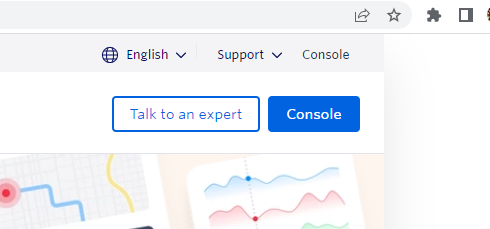 English Support Console
Talk to an expert Console